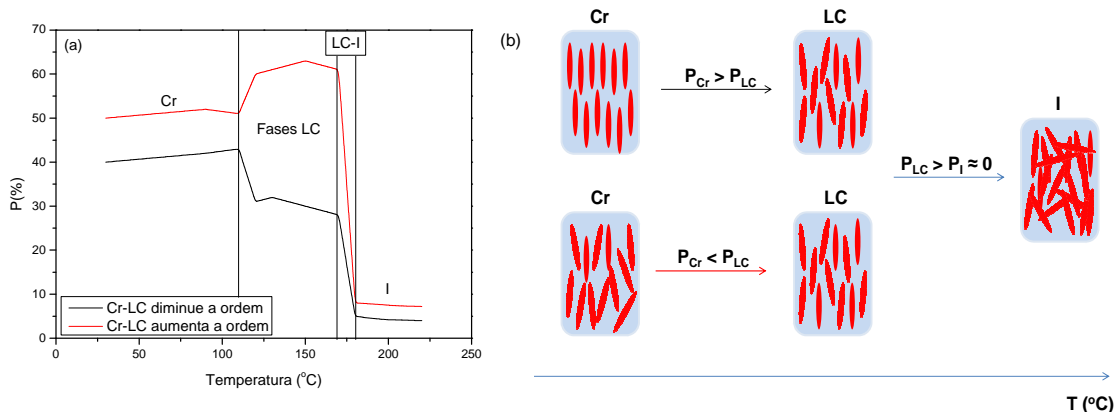 (a)
LC-I
Cr
Fases LC
I
Cr-LC diminue a ordem
Cr-LC aumenta a ordem
P(%)
70
60
50
40
30
20
10
0
0 50 100 150 200 250
Temperatura (°C)
(b)
Cr
LC
P_Cr > P_LC
I
P_LC > P_I ≈ 0
Cr
LC
P_Cr < P_LC
T (ºC)